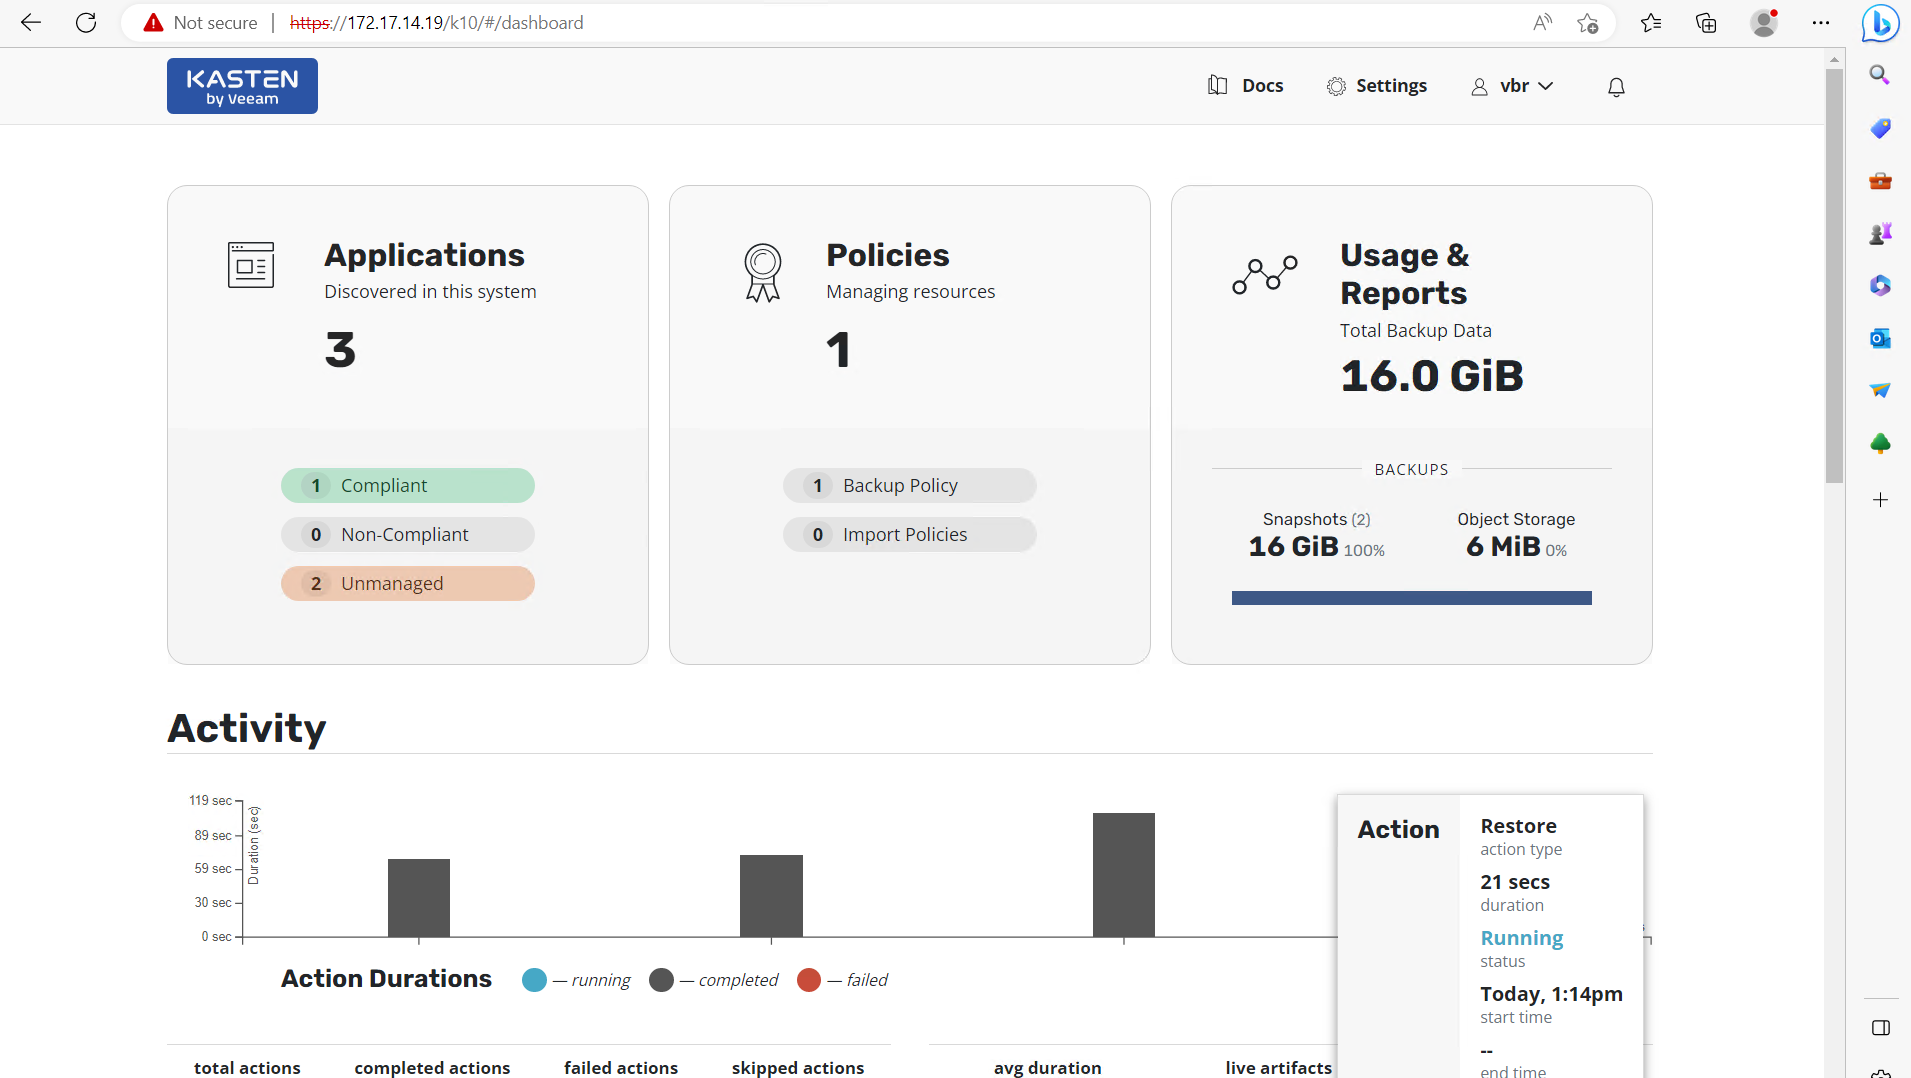 Not secure | https://172.17.14.19/k10/#/dashboard
KASTEN
by Veeam
Docs
Settings
vbr
Applications
Discovered in this system
3
1 Compliant
0 Non-Compliant
2 Unmanaged
Policies
Managing resources
1
1 Backup Policy
0 Import Policies
Usage &
Reports
Total Backup Data
16.0 GiB
BACKUPS
Snapshots (2)
16 GiB 100%
Object Storage
6 MiB 0%
Activity
119 sec
89 sec
59 sec
30 sec
0 sec
Duration (sec)
Action Durations
— running
— completed
— failed
Action
Restore
action type
21 secs
duration
Running
status
Today, 1:14pm
start time
--
end time
total actions
completed actions
failed actions
skipped actions
avg duration
live artifacts